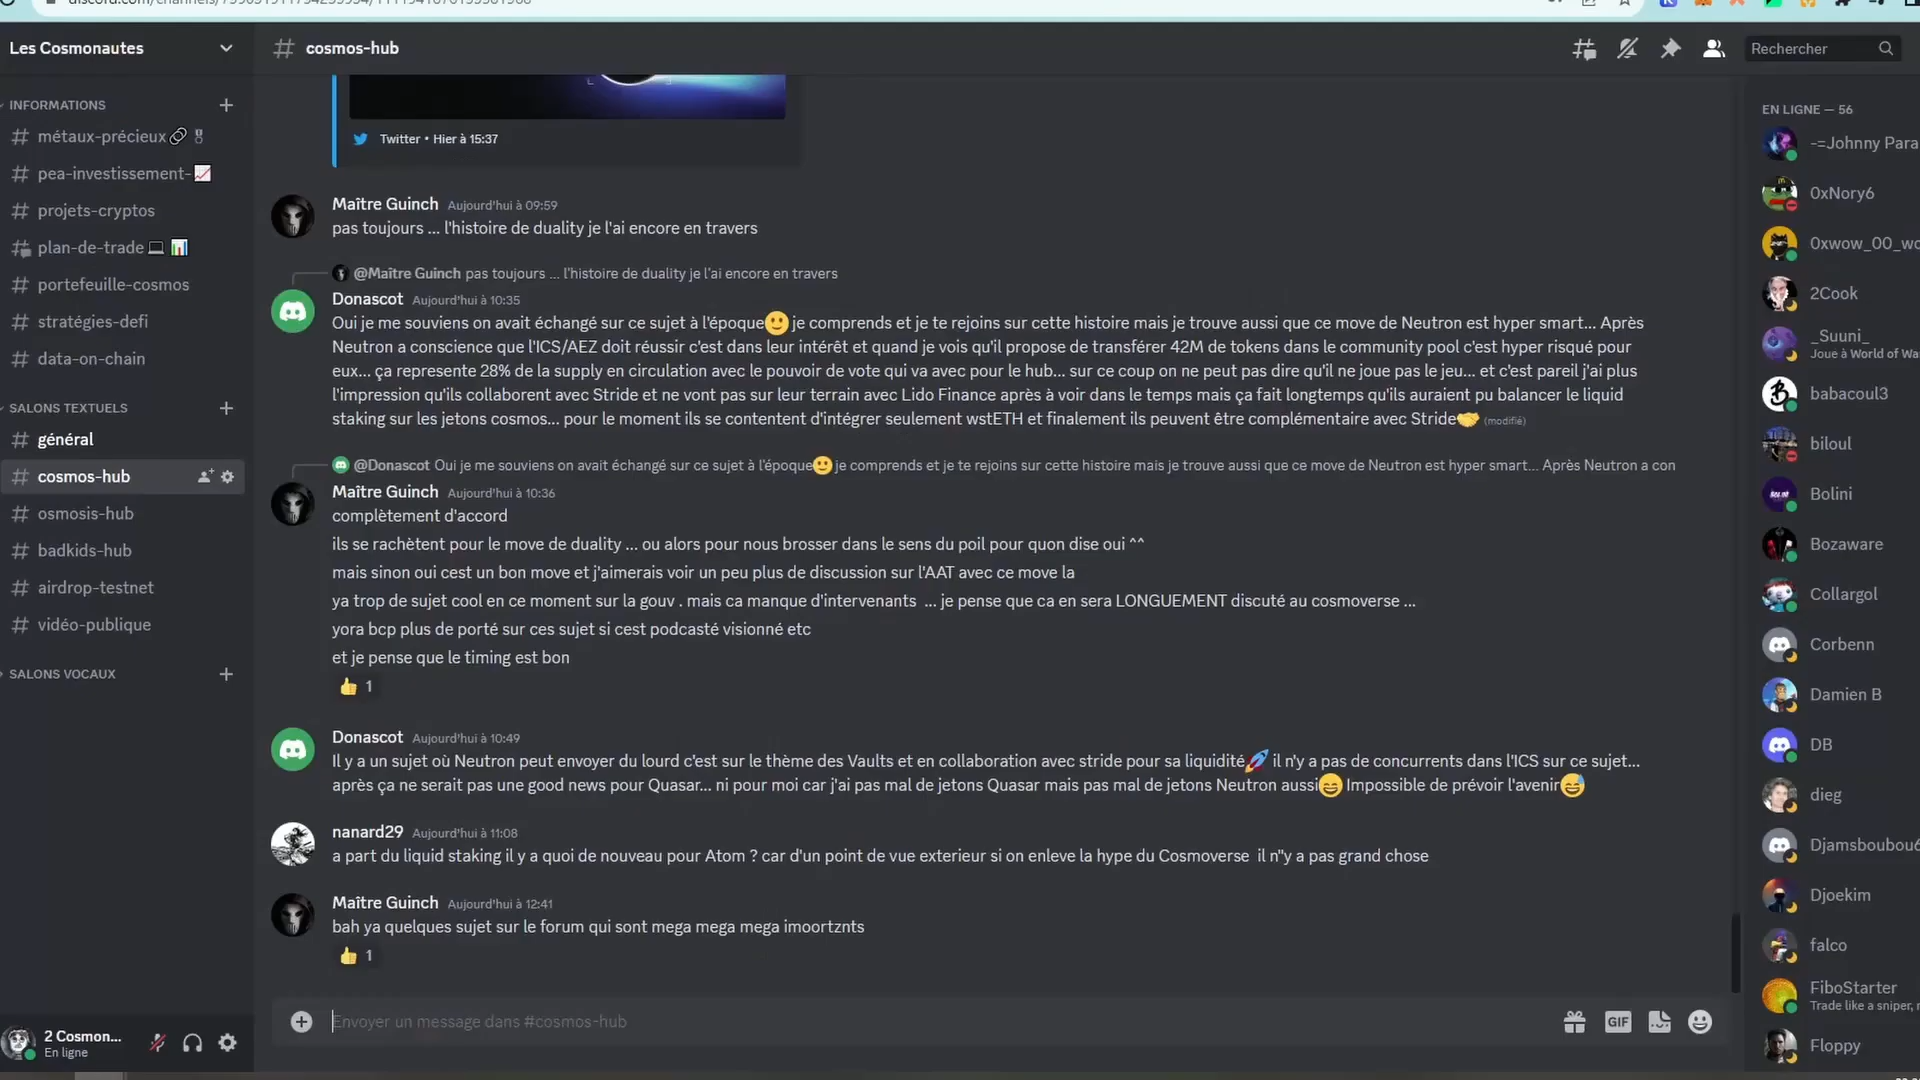 Les Cosmonautes
# cosmos-hub
Rechercher
INFORMATIONS
métaux-précieux
pea-investissement-
projets-cryptos
plan-de-trade
portefeuille-cosmos
stratégies-defi
data-on-chain
SALONS TEXTUELS
général
cosmos-hub
osmosis-hub
badkids-hub
airdrop-testnet
vidéo-publique
SALONS VOCAUX
2 Cosmon...
En ligne
Twitter • Hier à 15:37
Maître Guinch Aujourd'hui à 09:59
pas toujours ... l'histoire de duality je l'ai encore en travers
@Maître Guinch pas toujours ... l'histoire de duality je l'ai encore en travers
Donascot Aujourd'hui à 10:35
Oui je me souviens on avait échangé sur ce sujet à l'époque🙂 je comprends et je te rejoins sur cette histoire mais je trouve aussi que ce move de Neutron est hyper smart... Après
Neutron a conscience que l'ICS/AEZ doit réussir c'est dans leur intérêt et quand je vois qu'il propose de transférer 42M de tokens dans le community pool c'est hyper risqué pour
eux... ça represente 28% de la supply en circulation avec le pouvoir de vote qui va avec pour le hub... sur ce coup on ne peut pas dire qu'il ne joue pas le jeu... et c'est pareil j'ai plus
l'impression qu'ils collaborent avec Stride et ne vont pas sur leur terrain avec Lido Finance après à voir dans le temps mais ça fait longtemps qu'ils auraient pu balancer le liquid
staking sur les jetons cosmos... pour le moment ils se contentent d'intégrer seulement wstETH et finalement ils peuvent être complémentaire avec Stride🤝 (modifié)
@Donascot Oui je me souviens on avait échangé sur ce sujet à l'époque🙂 je comprends et je te rejoins sur cette histoire mais je trouve aussi que ce move de Neutron est hyper smart... Après Neutron a con
Maître Guinch Aujourd'hui à 10:36
complètement d'accord
ils se rachètent pour le move de duality ... ou alors pour nous brosser dans le sens du poil pour quon dise oui ^^
mais sinon oui cest un bon move et j'aimerais voir un peu plus de discussion sur l'AAT avec ce move la
ya trop de sujet cool en ce moment sur la gouv . mais ca manque d'intervenants ... je pense que ca en sera LONGUEMENT discuté au cosmoverse ...
yora bcp plus de porté sur ces sujet si cest podcasté visionné etc
et je pense que le timing est bon
👍 1
Donascot Aujourd'hui à 10:49
Il y a un sujet où Neutron peut envoyer du lourd c'est sur le thème des Vaults et en collaboration avec stride pour sa liquidité🚀 il n'y a pas de concurrents dans l'ICS sur ce sujet...
après ça ne serait pas une good news pour Quasar... ni pour moi car j'ai pas mal de jetons Quasar mais pas mal de jetons Neutron aussi😄 Impossible de prévoir l'avenir😅
nanard29 Aujourd'hui à 11:08
a part du liquid staking il y a quoi de nouveau pour Atom ? car d'un point de vue exterieur si on enleve la hype du Cosmoverse il n"y a pas grand chose
Maître Guinch Aujourd'hui à 12:41
bah ya quelques sujet sur le forum qui sont mega mega mega imoortznts
👍 1
Envoyer un message dans #cosmos-hub
GIF
EN LIGNE — 56
-=Johnny Para
0xNory6
0xwow_00_wo
2Cook
_Suuni_
Joue à World of Wa
babacoul3
biloul
Bolini
Bozaware
Collargol
Corbenn
Damien B
DB
dieg
Djamsboubou6
Djoekim
falco
FiboStarter
Trade like a sniper,
Floppy